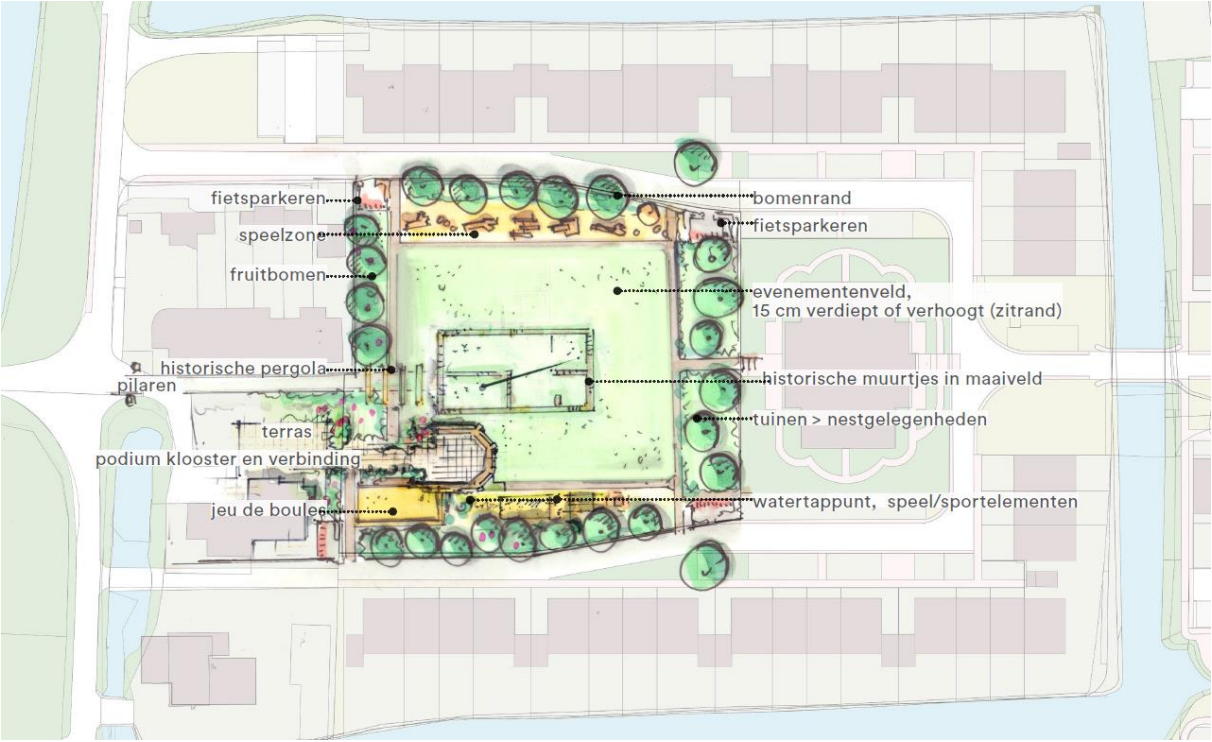 fietsparkeren
bomenrand
fietsparkeren
speelzone
fruitbomen
evenementenveld,
15 cm verdiept of verhoogt (zitrand)
historische pergola
pilaren
historische muurtjes in maaiveld
tuinen > nestgelegenheden
terras
podium klooster en verbinding
jeu de boules
watertappunt, speel/sportelementen